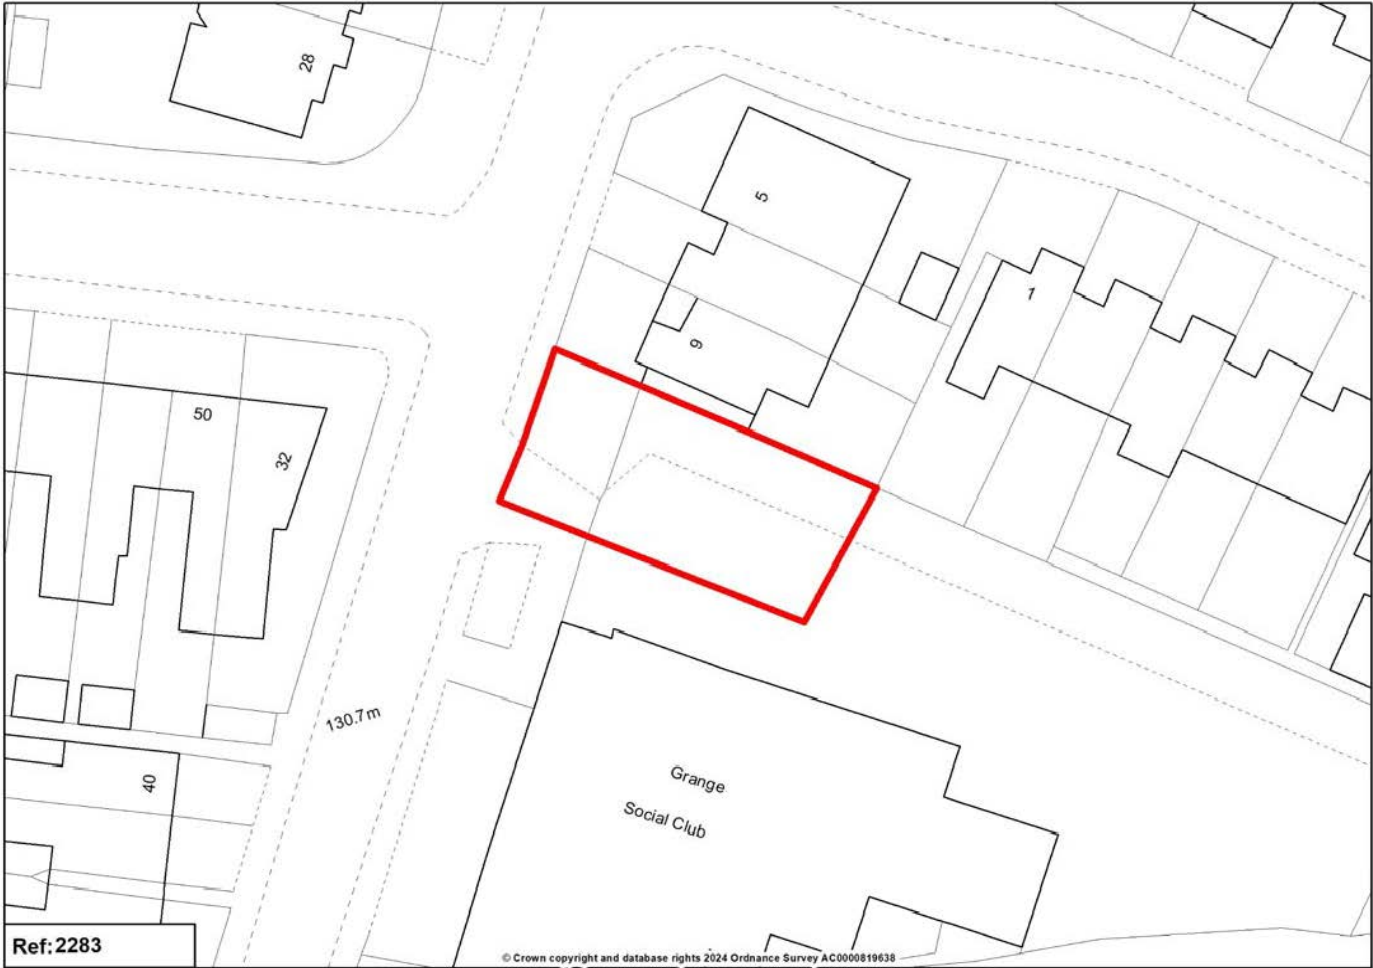 28
5
1
9
50
32
130.7m
40
Grange
Social Club
Ref:2283
© Crown copyright and database rights 2024 Ordnance Survey AC0000819638